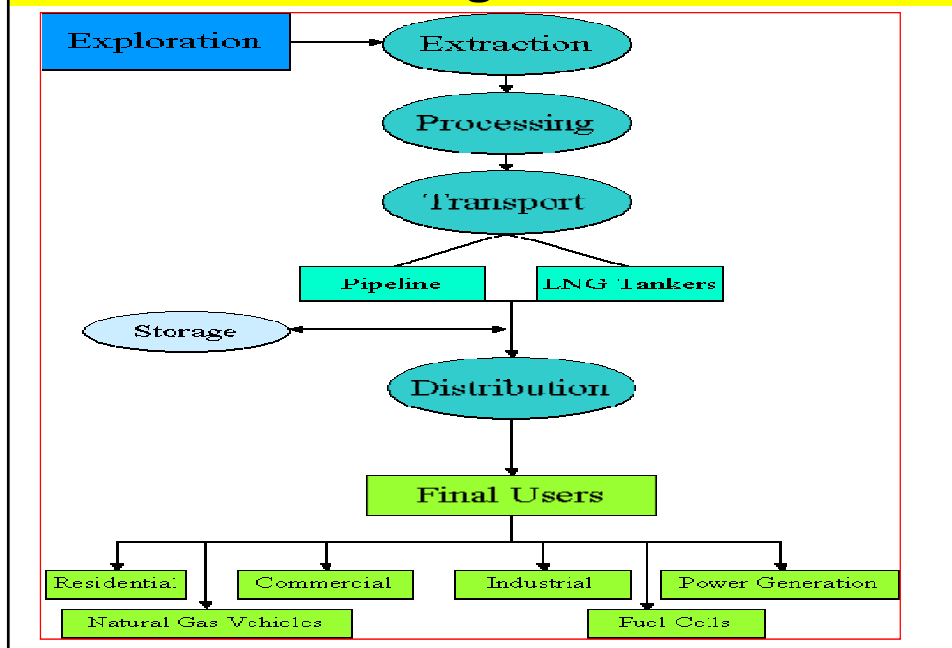 Exploration
Extraction
Processing
Transport
Pipeline
LNG Tankers
Storage
Distribution
Final Users
Residential
Commercial
Industrial
Power Generation
Natural Gas Vehicles
Fuel Cells